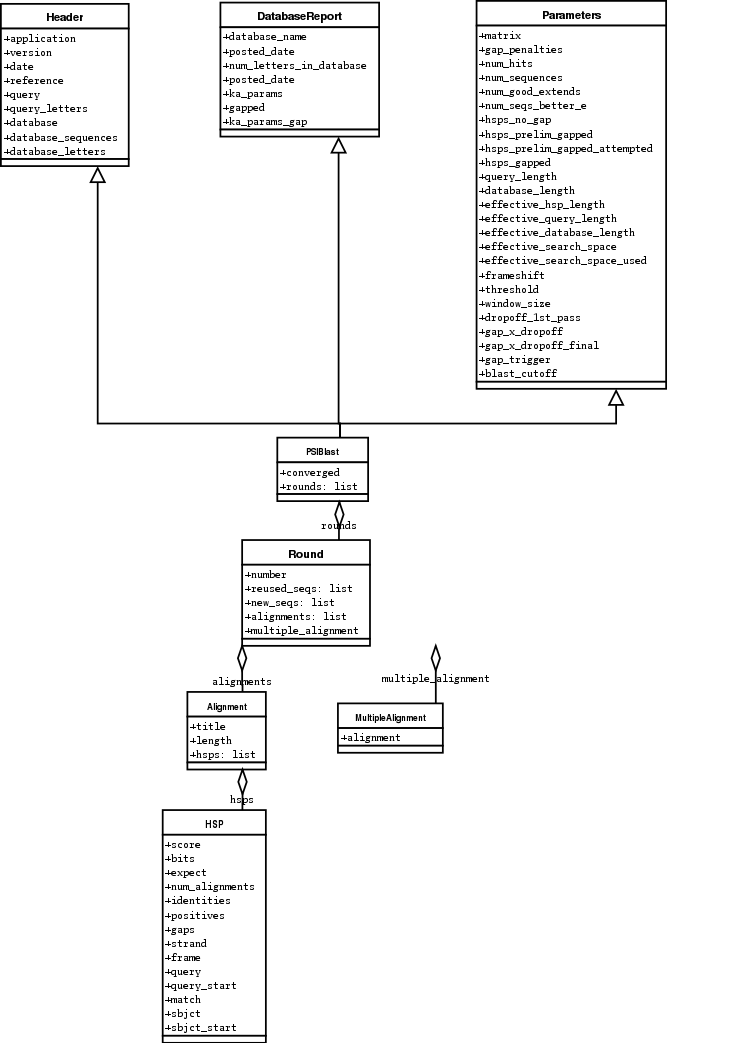 Header
+application
+version
+date
+reference
+query
+query_letters
+database
+database_sequences
+database_letters
DatabaseReport
+database_name
+posted_date
+num_letters_in_database
+posted_date
+ka_params
+gapped
+ka_params_gap
Parameters
+matrix
+gap_penalties
+num_hits
+num_sequences
+num_good_extends
+num_seqs_better_e
+hsps_no_gap
+hsps_prelim_gapped
+hsps_prelim_gapped_attempted
+hsps_gapped
+query_length
+database_length
+effective_hsp_length
+effective_query_length
+effective_database_length
+effective_search_space
+effective_search_space_used
+frameshift
+threshold
+window_size
+dropoff_1st_pass
+gap_x_dropoff
+gap_x_dropoff_final
+gap_trigger
+blast_cutoff
PSIBlast
+converged
+rounds: list
rounds
Round
+number
+reused_seqs: list
+new_seqs: list
+alignments: list
+multiple_alignment
alignments
multiple_alignment
Alignment
+title
+length
+hsps: list
MultipleAlignment
+alignment
hsps
HSP
+score
+bits
+expect
+num_alignments
+identities
+positives
+gaps
+strand
+frame
+query
+query_start
+match
+sbjct
+sbjct_start